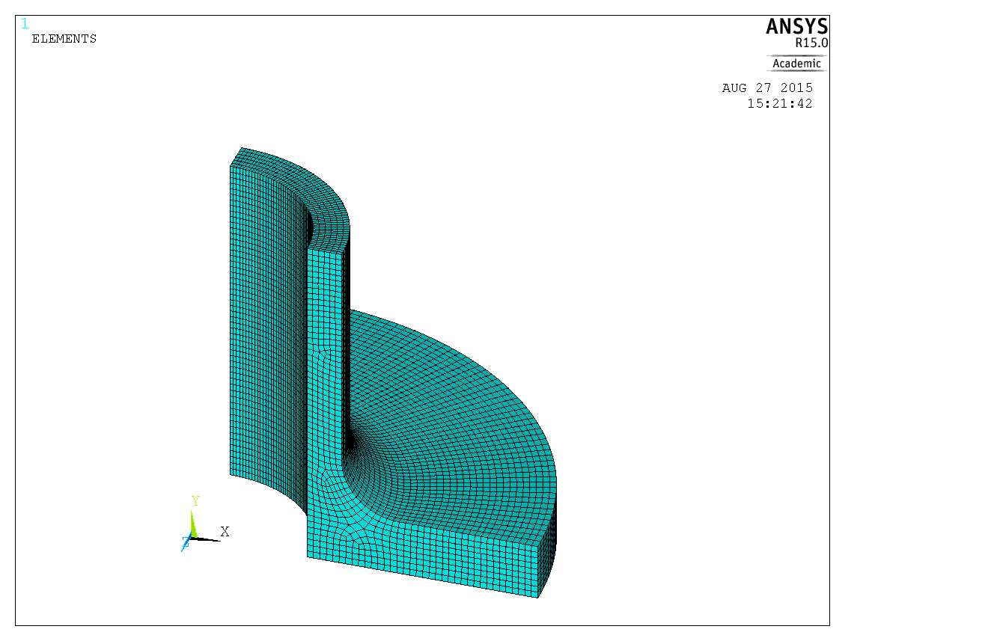 1
ELEMENTS
ANSYS
R15.0
Academic
AUG 27 2015
15:21:42
Y
X
Z